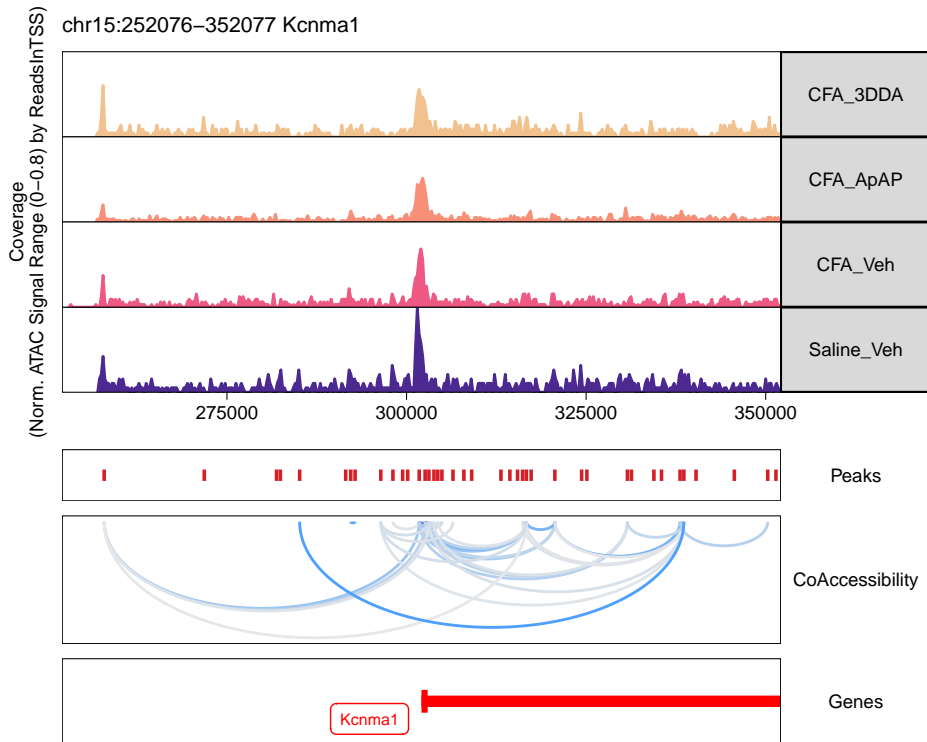 chr15:252076−352077 Kcnma1
Coverage
(Norm. ATAC Signal Range (0−0.8) by ReadsInTSS)
CFA_3DDA
CFA_ApAP
CFA_Veh
Saline_Veh
275000 300000 325000 350000
Peaks
CoAccessibility
Genes
Kcnma1